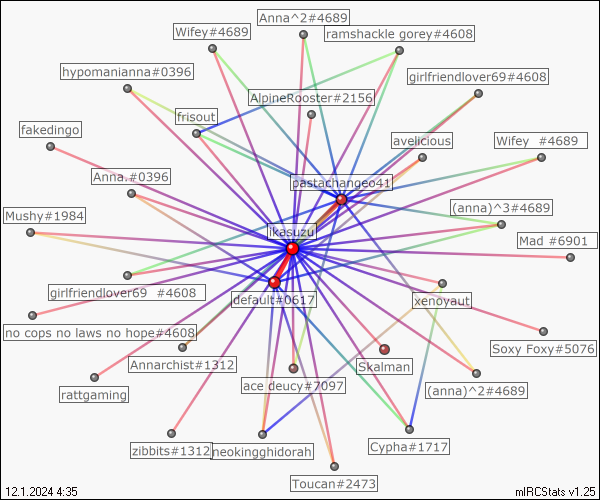 Anna^2#4689
Wifey#4689
ramshackle gorey#4608
hypomanianna#0396
girlfriendlover69#4608
AlpineRooster#2156
frisout
fakedingo
avelicious
Wifey  #4689
Anna.#0396
pastachangeo41
(anna)^3#4689
Mushy#1984
ikasuzu
Mad #6901
girlfriendlover69  #4608
default#0617
xenoyaut
no cops no laws no hope#4608
Soxy Foxy#5076
Annarchist#1312
Skalman
rattgaming
ace deucy#7097
(anna)^2#4689
zibbits#1312
neokingghidorah
Cypha#1717
Toucan#2473
12.1.2024 4:35
mIRCStats v1.25